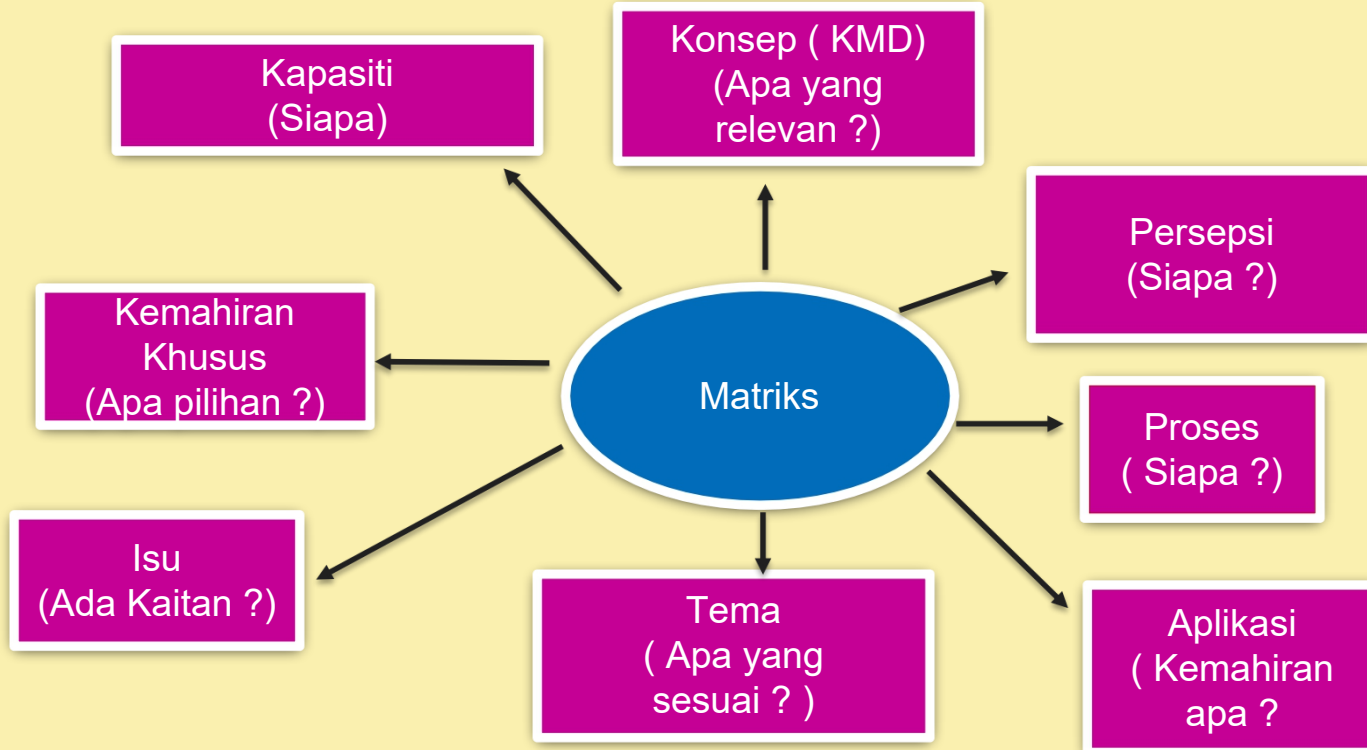 Kapasiti
(Siapa)
Konsep ( KMD)
(Apa yang
relevan ?)
Persepsi
(Siapa ?)
Kemahiran
Khusus
(Apa pilihan ?)
Matriks
Proses
( Siapa ?)
Isu
(Ada Kaitan ?)
Tema
( Apa yang
sesuai ? )
Aplikasi
( Kemahiran
apa ?